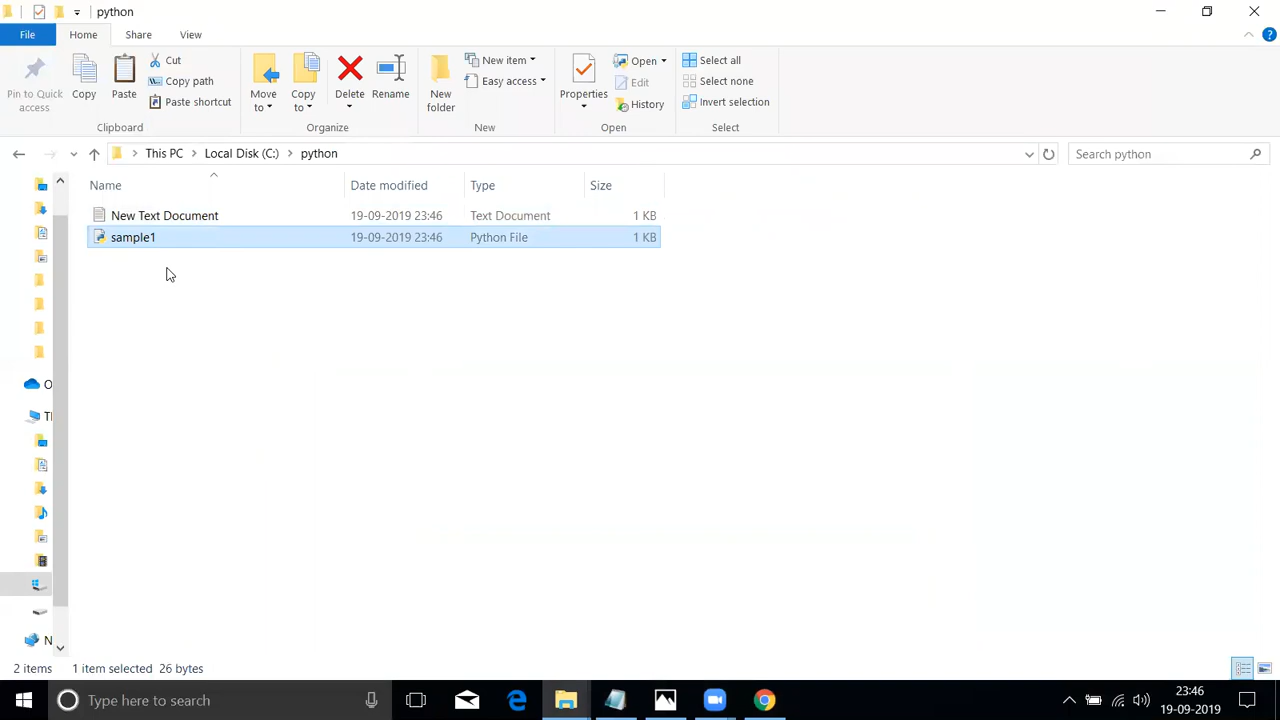 python
File Home Share View
Pin to Quick access
Copy
Paste
Cut
Copy path
Paste shortcut
Clipboard
Move to
Copy to
Delete
Rename
Organize
New folder
New item
Easy access
New
Properties
Open
Edit
History
Open
Select all
Select none
Invert selection
Select
This PC Local Disk (C:) python
Search python
Name Date modified Type Size
New Text Document 19-09-2019 23:46 Text Document 1 KB
sample1 19-09-2019 23:46 Python File 1 KB
O
N
2 items 1 item selected 26 bytes
Type here to search
23:46
19-09-2019